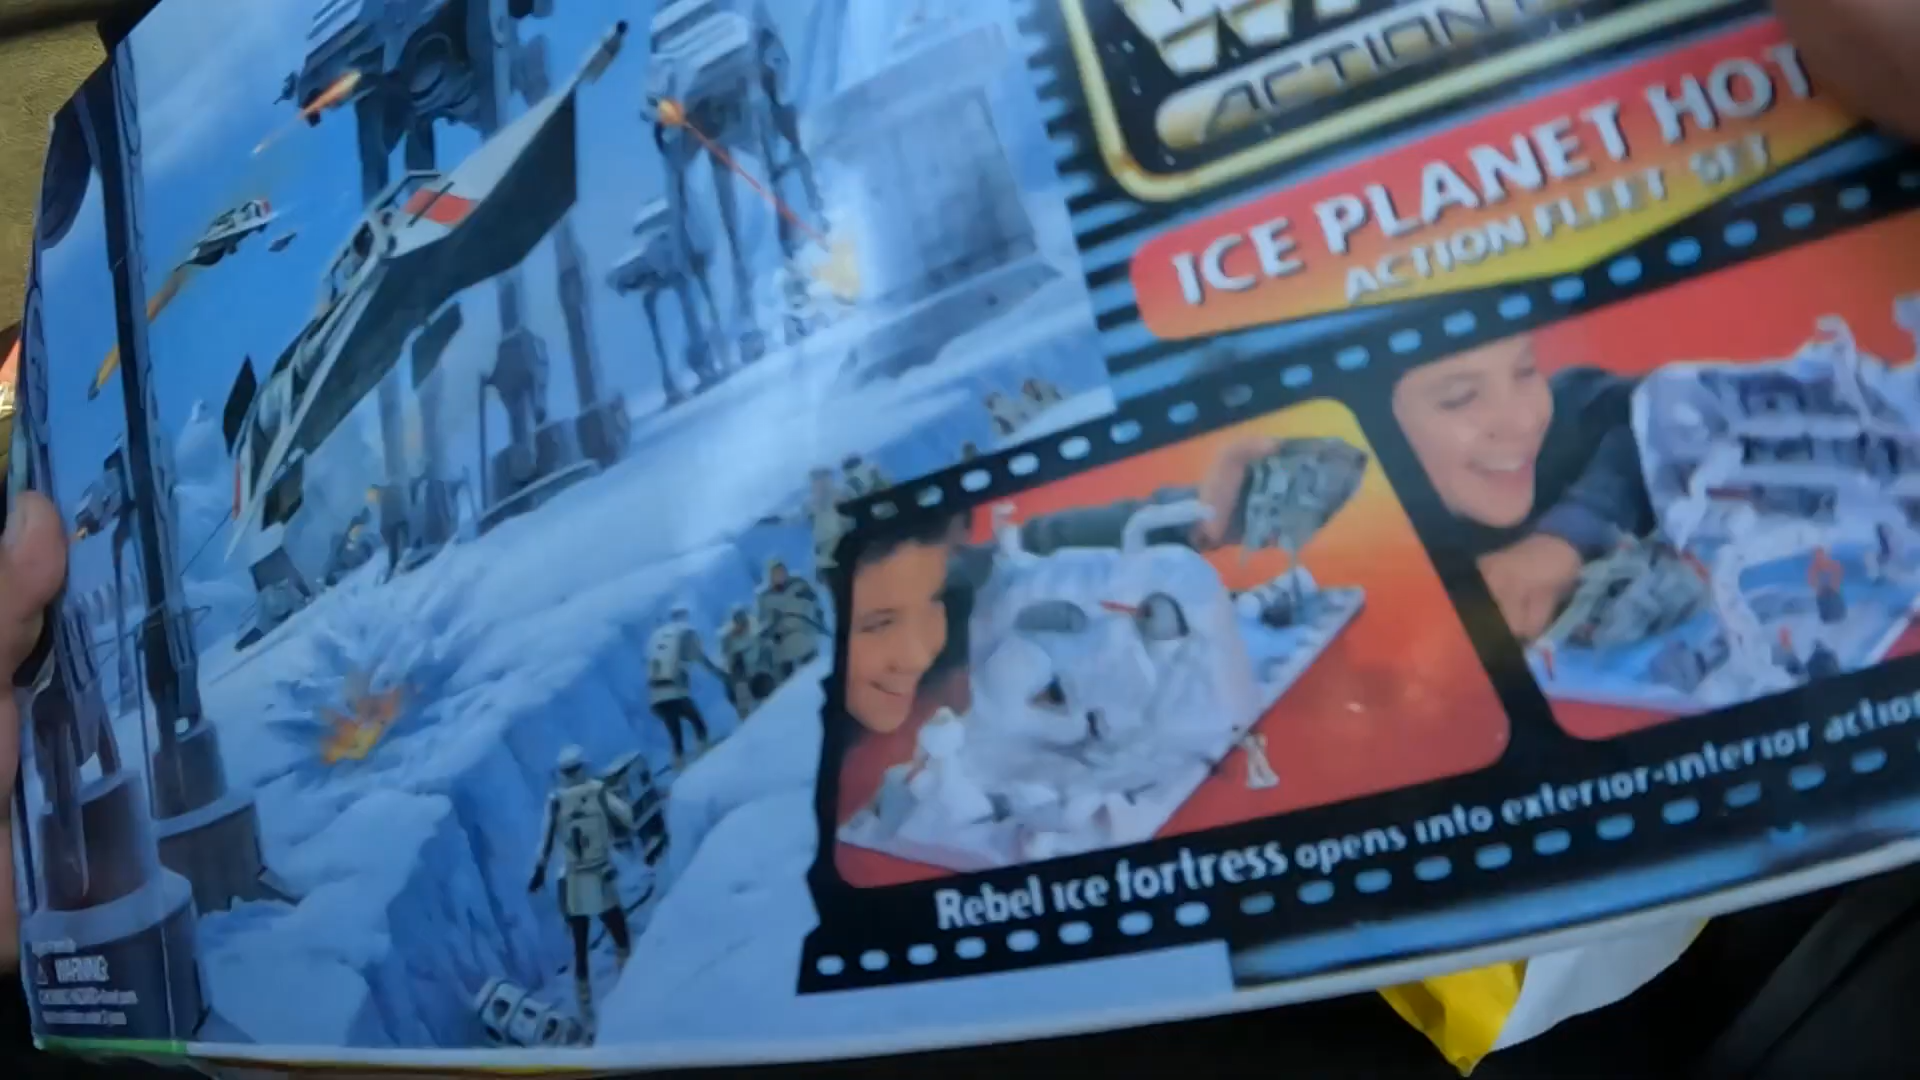 ACTION
ICE PLANET HOT
ACTION FLEET SET
Rebel ice fortress opens into exterior-interior action
WARNING: